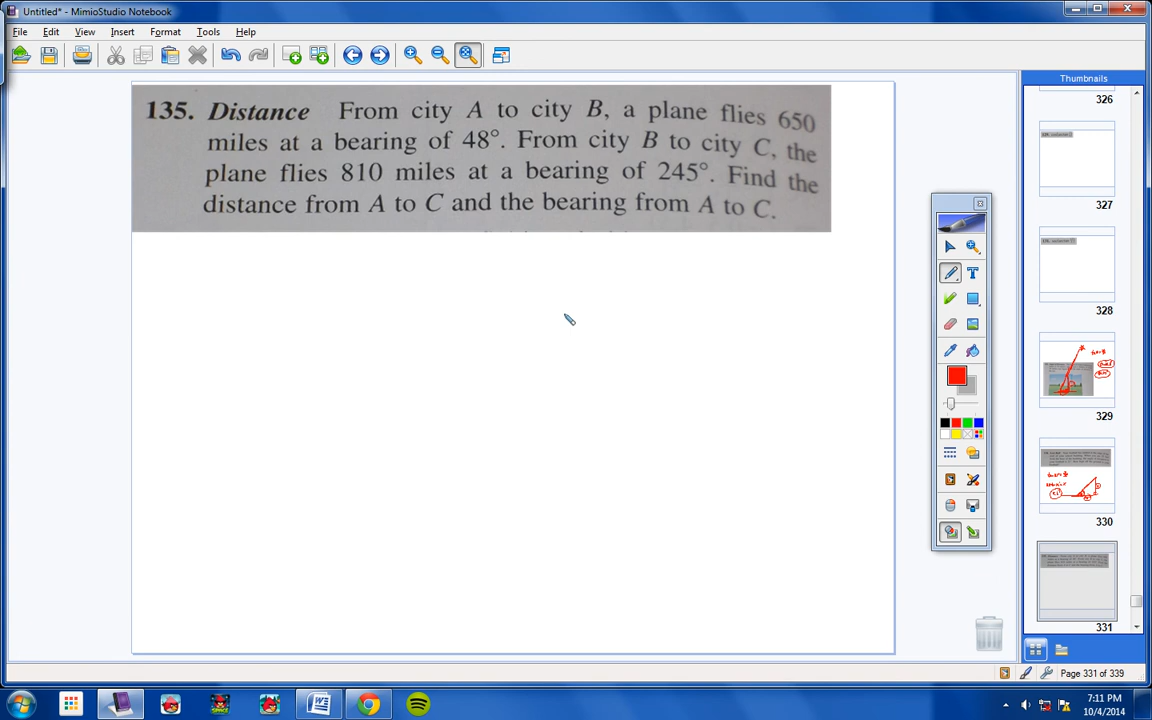 Untitled* - MimioStudio Notebook
File Edit View Insert Format Tools Help
135. Distance From city A to city B, a plane flies 650
miles at a bearing of 48°. From city B to city C, the
plane flies 810 miles at a bearing of 245°. Find the
distance from A to C and the bearing from A to C.
Thumbnails
326
327
328
329
330
331
Page 331 of 339
7:11 PM
10/4/2014